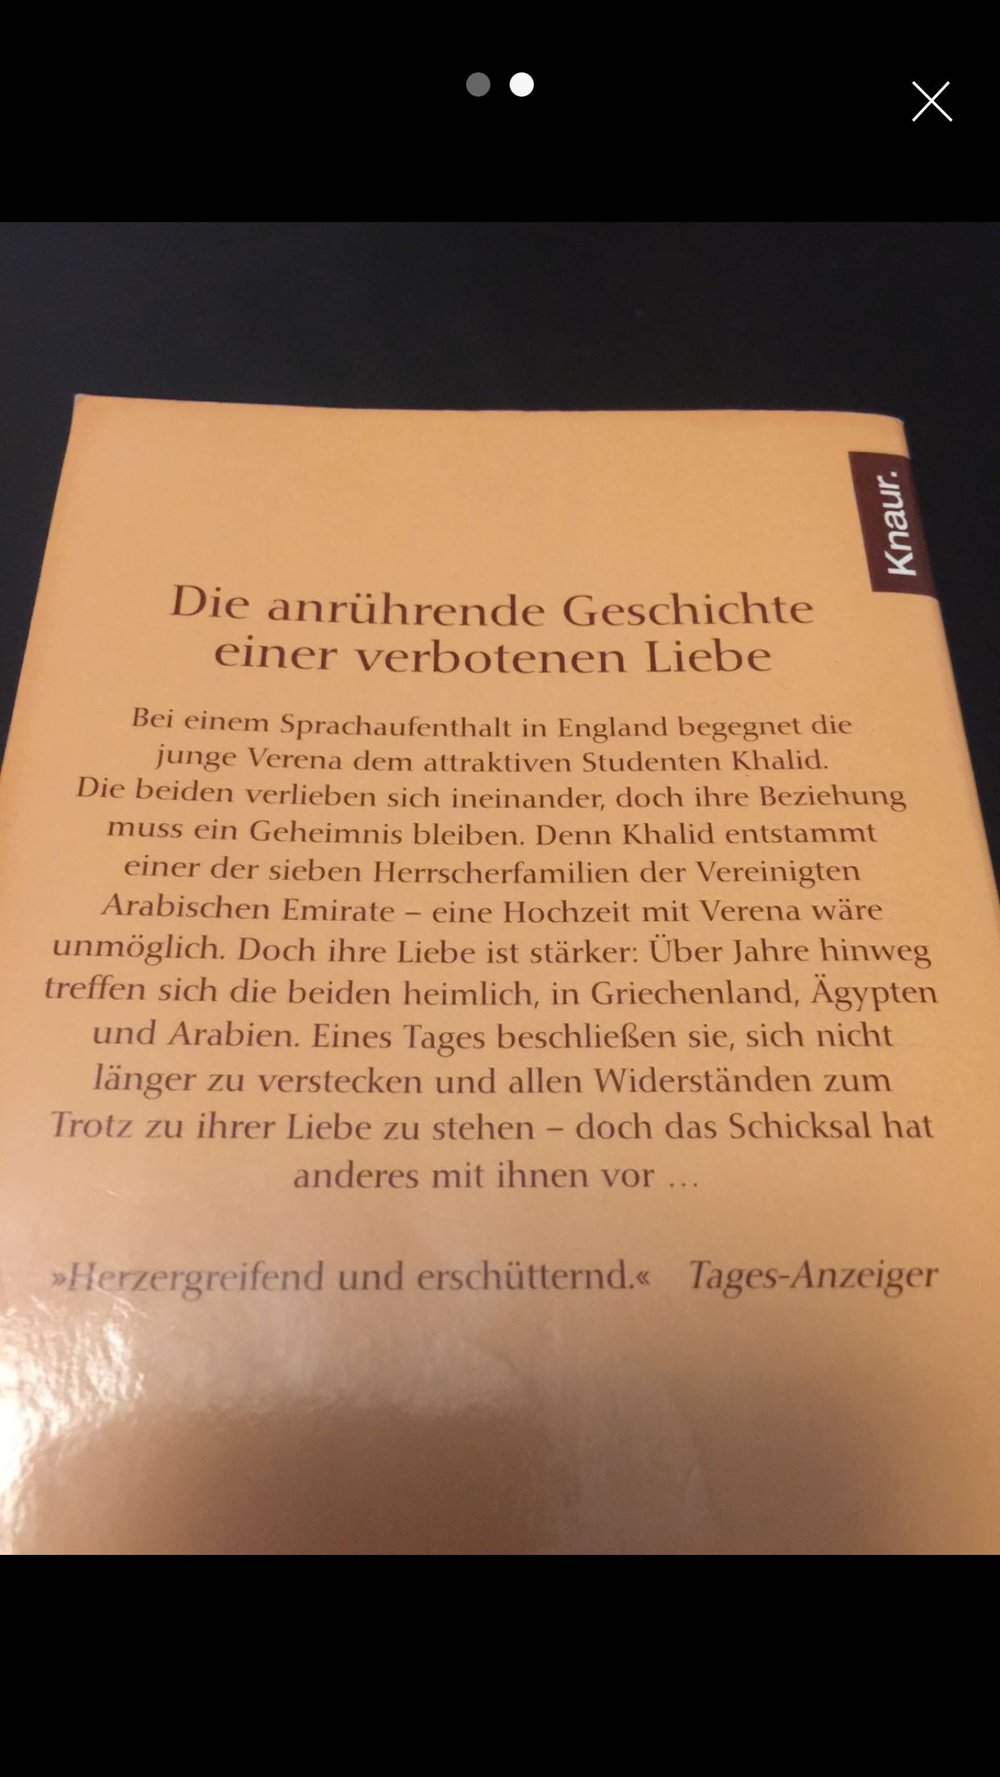 Knaur.
Die anrührende Geschichte
einer verbotenen Liebe
Bei einem Sprachaufenthalt in England begegnet die
junge Verena dem attraktiven Studenten Khalid.
Die beiden verlieben sich ineinander, doch ihre Beziehung
muss ein Geheimnis bleiben. Denn Khalid entstammt
einer der sieben Herrscherfamilien der Vereinigten
Arabischen Emirate – eine Hochzeit mit Verena wäre
unmöglich. Doch ihre Liebe ist stärker: Über Jahre hinweg
treffen sich die beiden heimlich, in Griechenland, Ägypten
und Arabien. Eines Tages beschließen sie, sich nicht
länger zu verstecken und allen Widerständen zum
Trotz zu ihrer Liebe zu stehen – doch das Schicksal hat
anderes mit ihnen vor …
»Herzergreifend und erschütternd.« Tages-Anzeiger